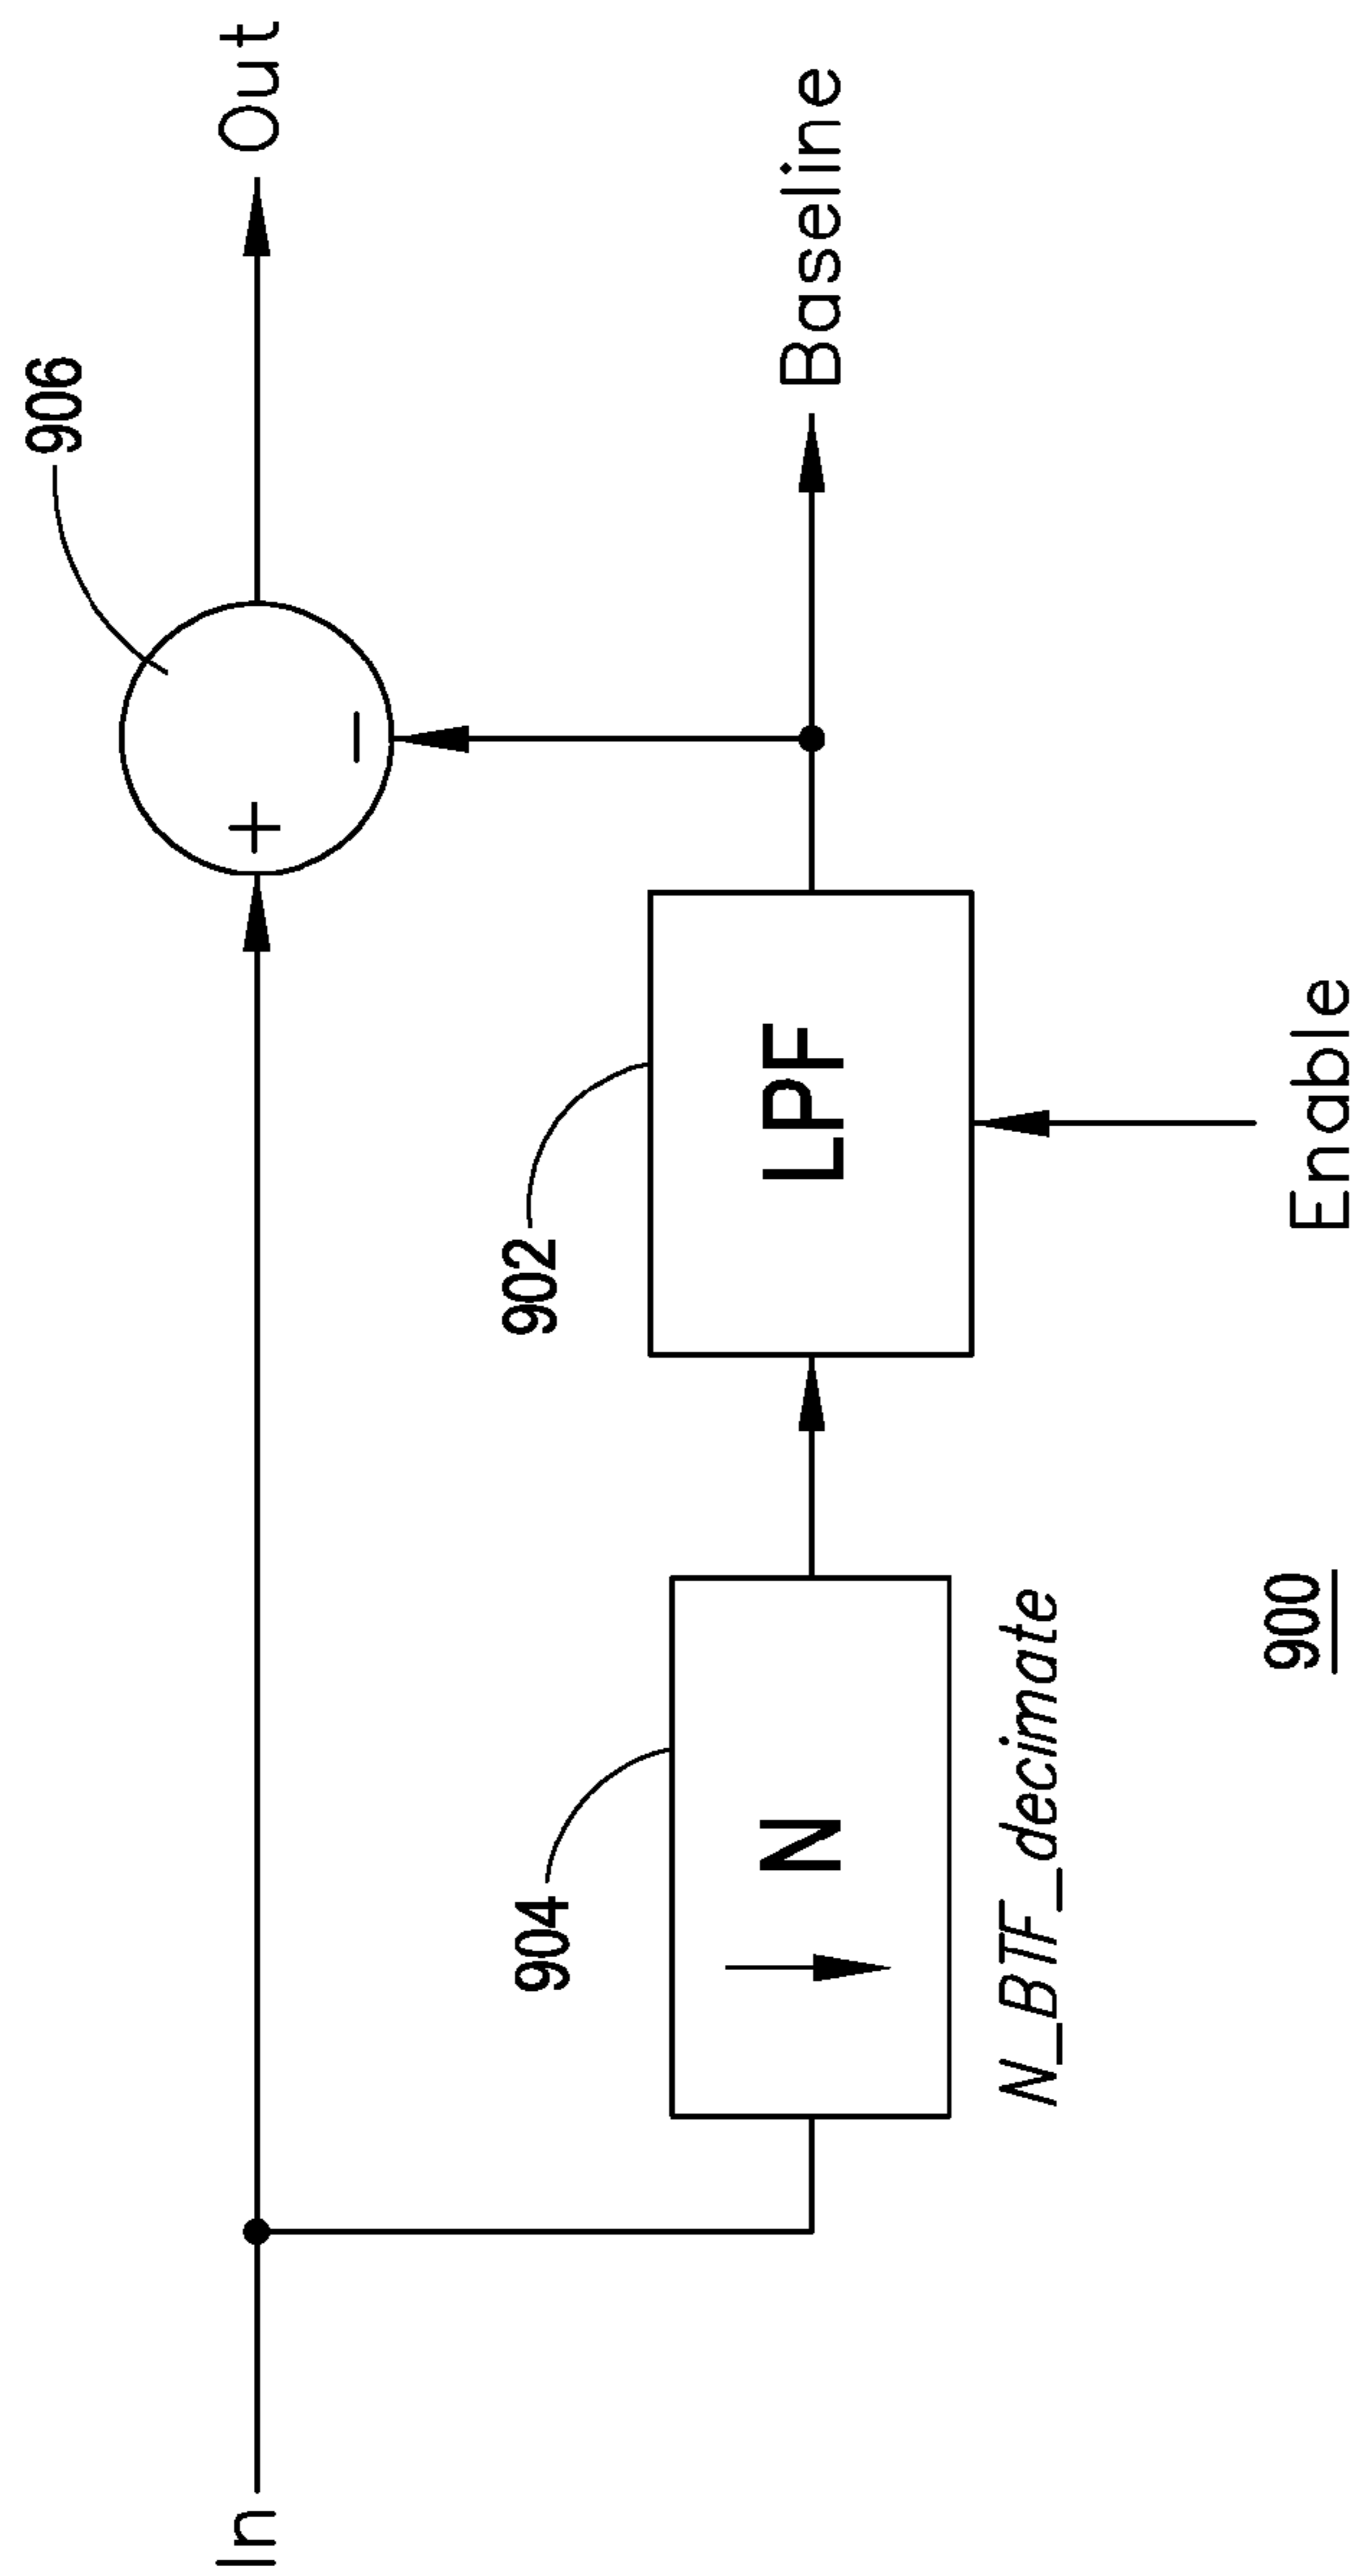 906
In
+
−
Out
902
904
N
LPF
Baseline
N_BTF_decimate
Enable
900